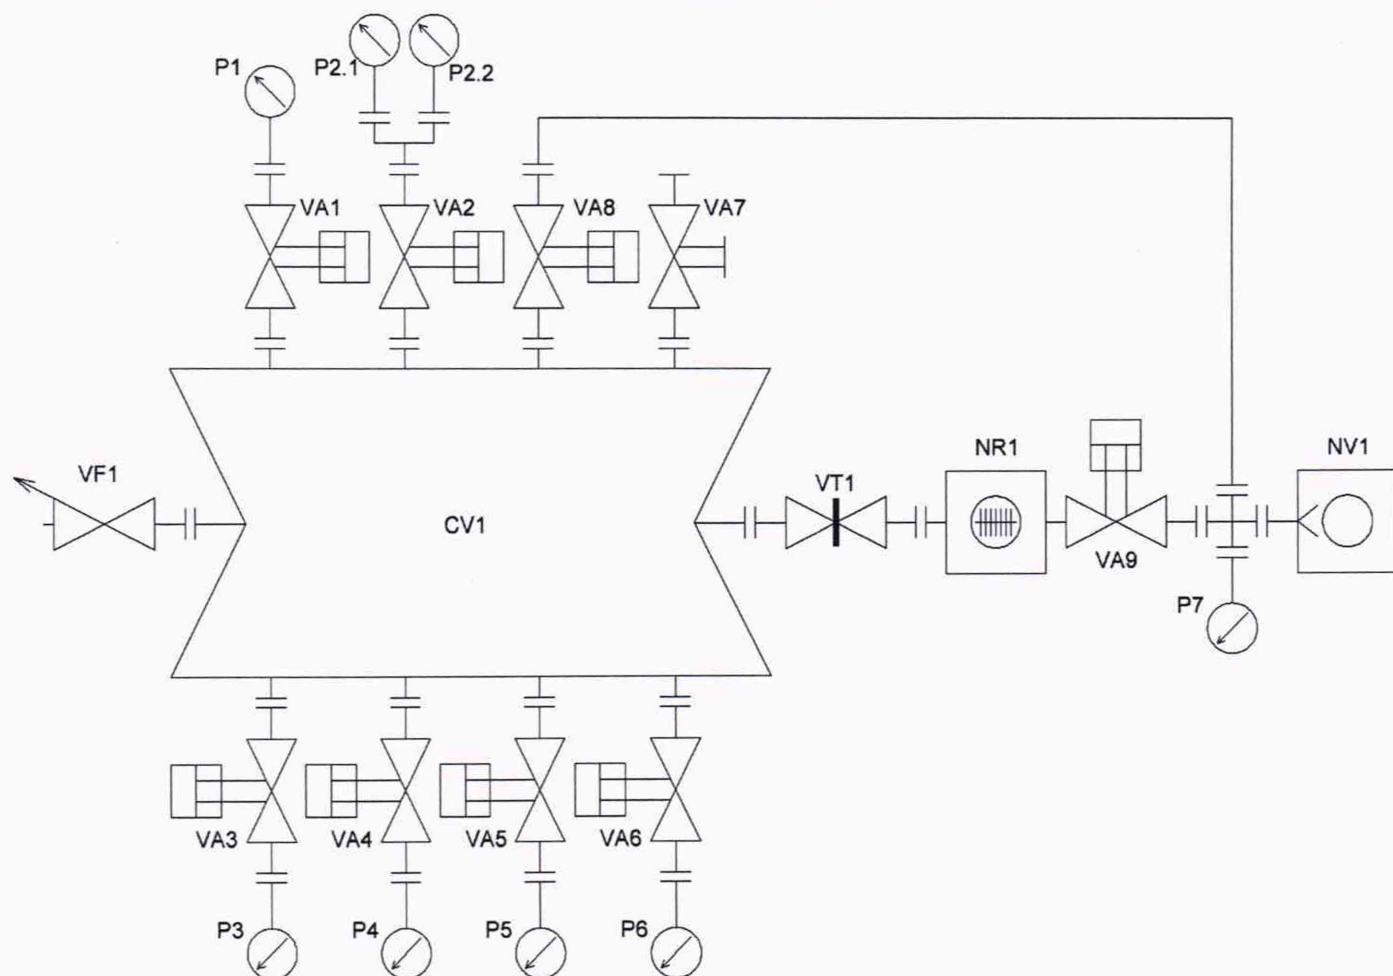 P1
P2.1
P2.2
VA1
VA2
VA8
VA7
VF1
CV1
VT1
NR1
VA9
NV1
P7
VA3
VA4
VA5
VA6
P3
P4
P5
P6